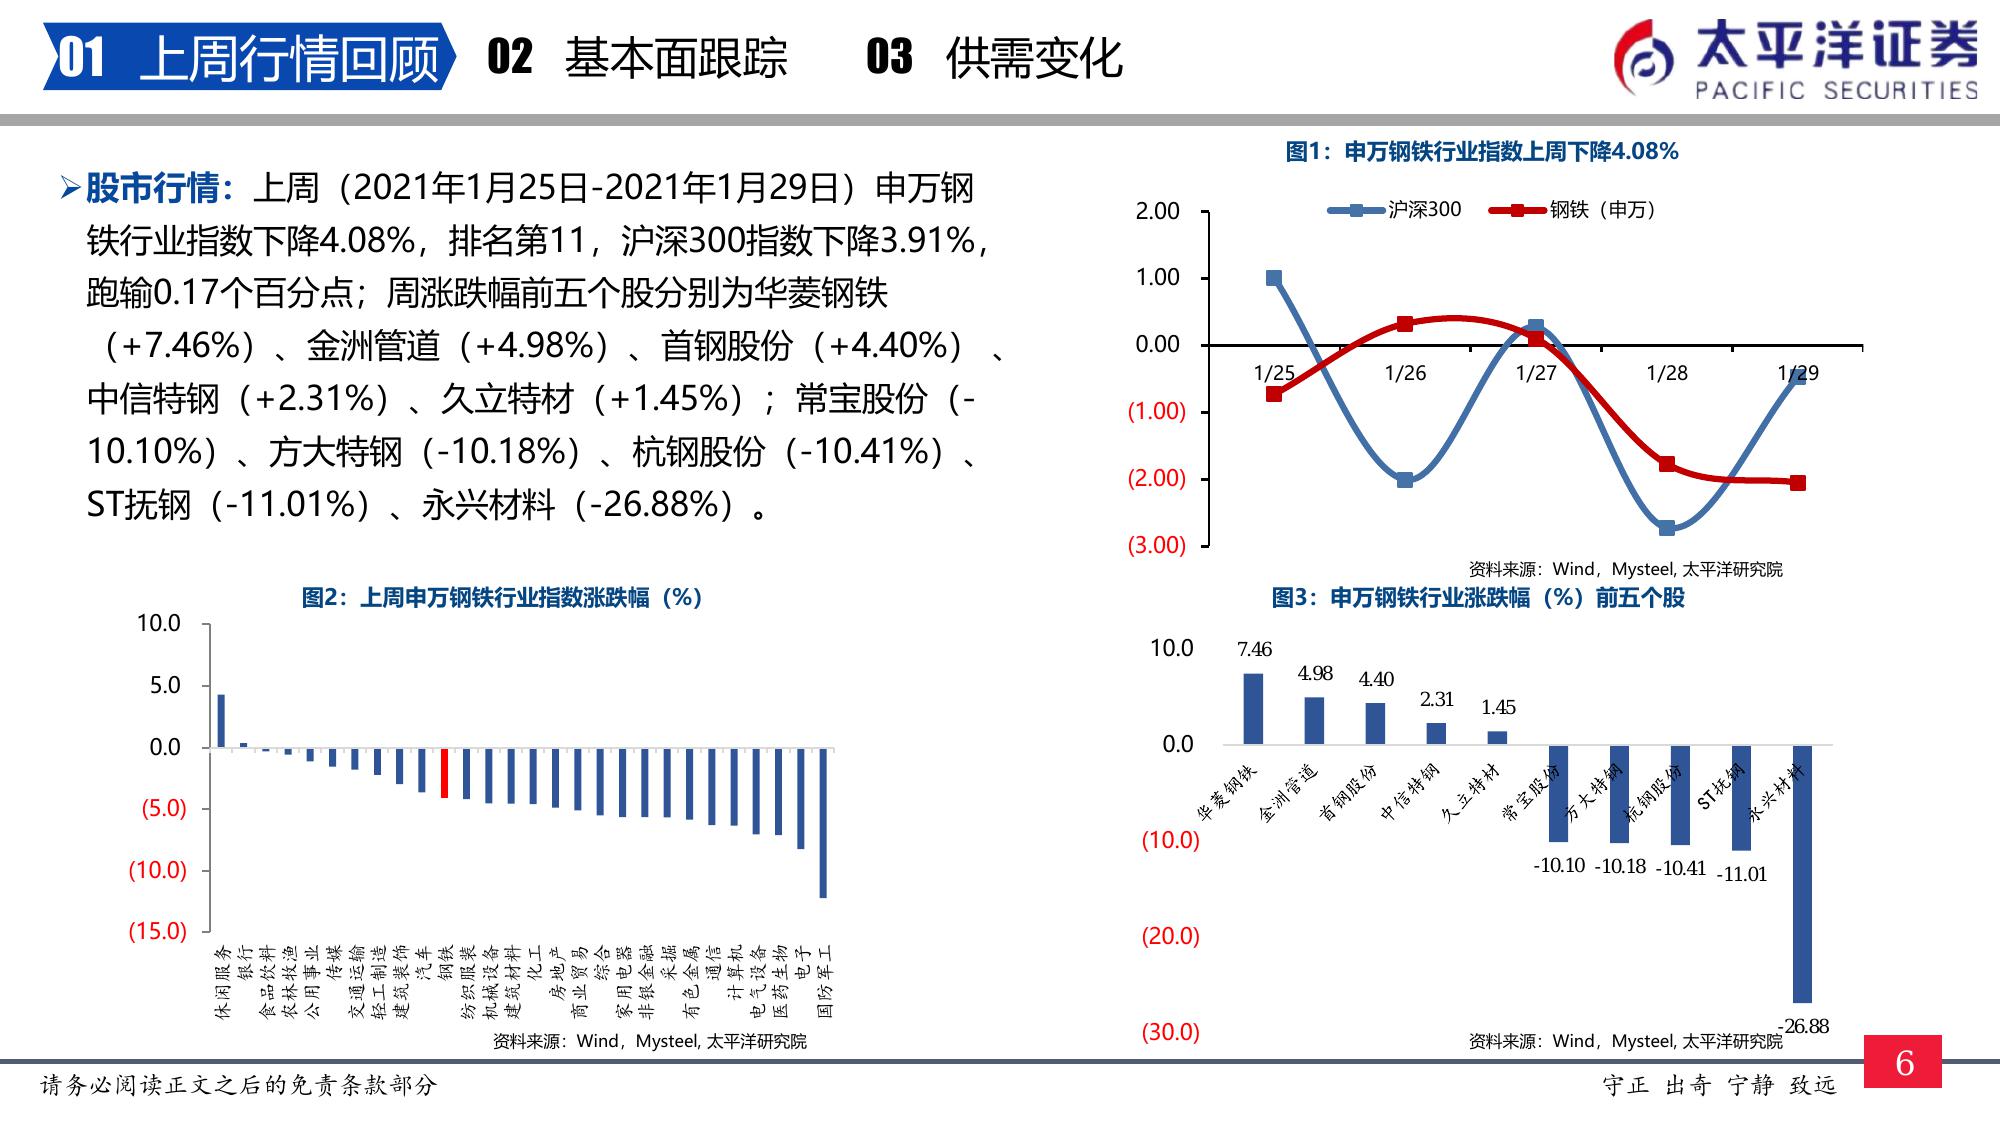 01 上周行情回顾 02 基本面跟踪 03 供需变化
太平洋证券
PACIFIC SECURITIES
➢股市行情：上周（2021年1月25日-2021年1月29日）申万钢
铁行业指数下降4.08%，排名第11，沪深300指数下降3.91%，
跑输0.17个百分点；周涨跌幅前五个股分别为华菱钢铁
（+7.46%）、金洲管道（+4.98%）、首钢股份（+4.40%） 、
中信特钢（+2.31%）、久立特材（+1.45%）；常宝股份（-
10.10%）、方大特钢（-10.18%）、杭钢股份（-10.41%）、
ST抚钢（-11.01%）、永兴材料（-26.88%）。
图1：申万钢铁行业指数上周下降4.08%
沪深300 钢铁（申万）
2.00
1.00
0.00
(1.00)
(2.00)
(3.00)
1/25 1/26 1/27 1/28 1/29
资料来源：Wind，Mysteel, 太平洋研究院
图2：上周申万钢铁行业指数涨跌幅（%）
10.0
5.0
0.0
(5.0)
(10.0)
(15.0)
休闲服务
银行
食品饮料
农林牧渔
公用事业
传媒
交通运输
轻工制造
建筑装饰
汽车
钢铁
纺织服装
机械设备
建筑材料
化工
房地产
商业贸易
综合
家用电器
非银金融
采掘
有色金属
通信
计算机
电气设备
医药生物
电子
国防军工
资料来源：Wind，Mysteel, 太平洋研究院
图3：申万钢铁行业涨跌幅（%）前五个股
10.0
0.0
(10.0)
(20.0)
(30.0)
7.46
4.98
4.40
2.31
1.45
-10.10
-10.18
-10.41
-11.01
-26.88
华菱钢铁
金洲管道
首钢股份
中信特钢
久立特材
常宝股份
方大特钢
杭钢股份
ST抚钢
永兴材料
资料来源：Wind，Mysteel, 太平洋研究院
请务必阅读正文之后的免责条款部分
守正 出奇 宁静 致远
6